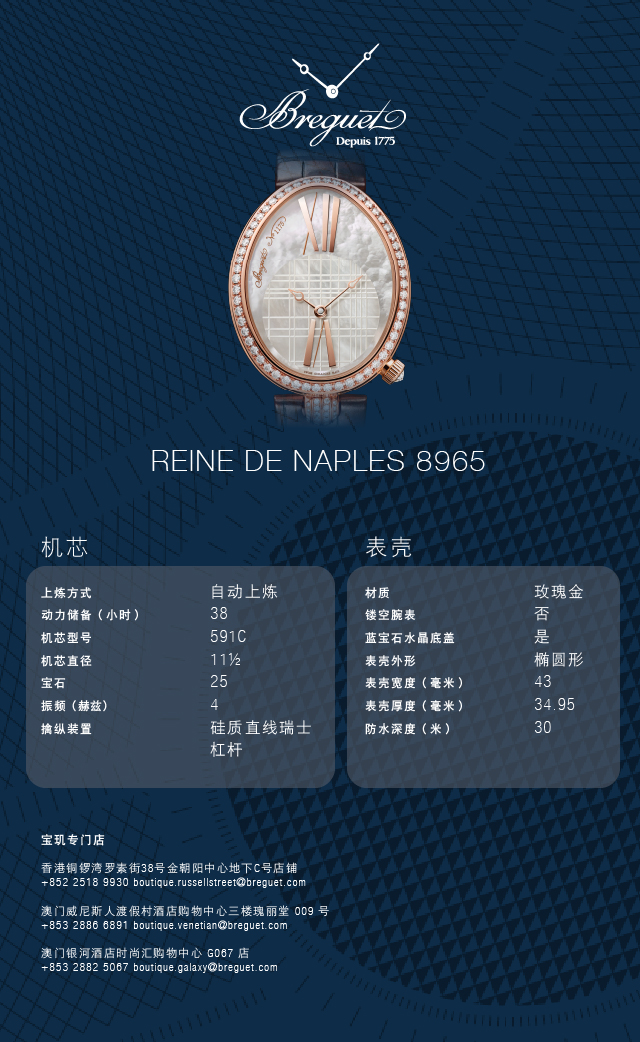 Breguet
Depuis 1775
Breguet No 1175
REINE DE NAPLES 8965
机芯
上炼方式 自动上炼
动力储备（小时） 38
机芯型号 591C
机芯直径 11½
宝石 25
振频（赫兹） 4
擒纵装置 硅质直线瑞士
杠杆
表壳
材质 玫瑰金
镂空腕表 否
蓝宝石水晶底盖 是
表壳外形 椭圆形
表壳宽度（毫米） 43
表壳厚度（毫米） 34.95
防水深度（米） 30
宝玑专门店
香港铜锣湾罗素街38号金朝阳中心地下C号店铺
+852 2518 9930 boutique.russellstreet@breguet.com
澳门威尼斯人渡假村酒店购物中心三楼瑰丽堂 009 号
+853 2886 6891 boutique.venetian@breguet.com
澳门银河酒店时尚汇购物中心 G067 店
+853 2882 5067 boutique.galaxy@breguet.com